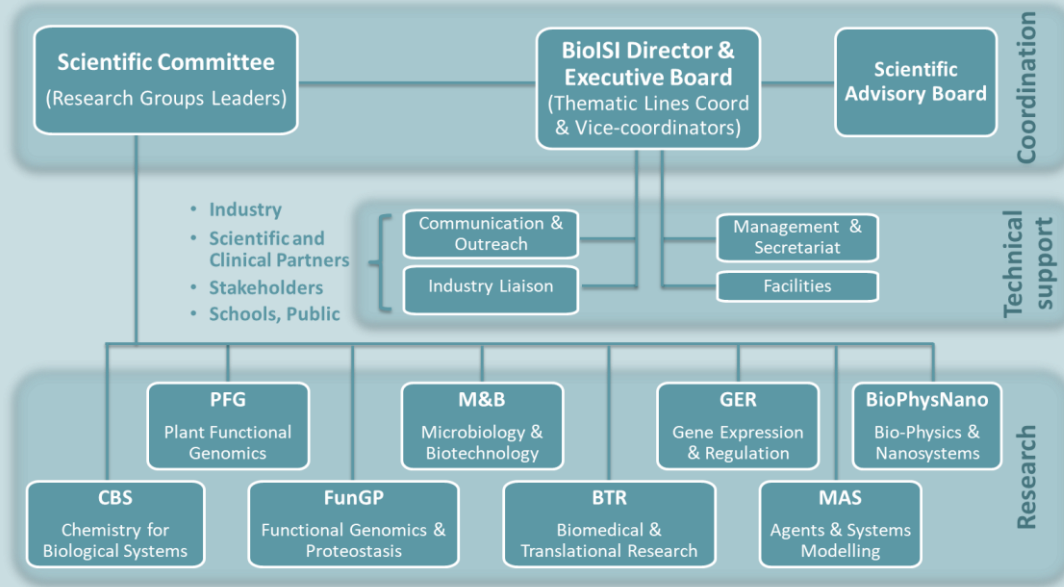 Scientific Committee
(Research Groups Leaders)
BioISI Director &
Executive Board
(Thematic Lines Coord
& Vice-coordinators)
Scientific
Advisory Board
Coordination
• Industry
• Scientific and
Clinical Partners
• Stakeholders
• Schools, Public
Communication &
Outreach
Industry Liaison
Management &
Secretariat
Facilities
Technical
support
PFG
Plant Functional
Genomics
M&B
Microbiology &
Biotechnology
GER
Gene Expression
& Regulation
BioPhysNano
Bio-Physics &
Nanosystems
CBS
Chemistry for
Biological Systems
FunGP
Functional Genomics &
Proteostasis
BTR
Biomedical &
Translational Research
MAS
Agents & Systems
Modelling
Research